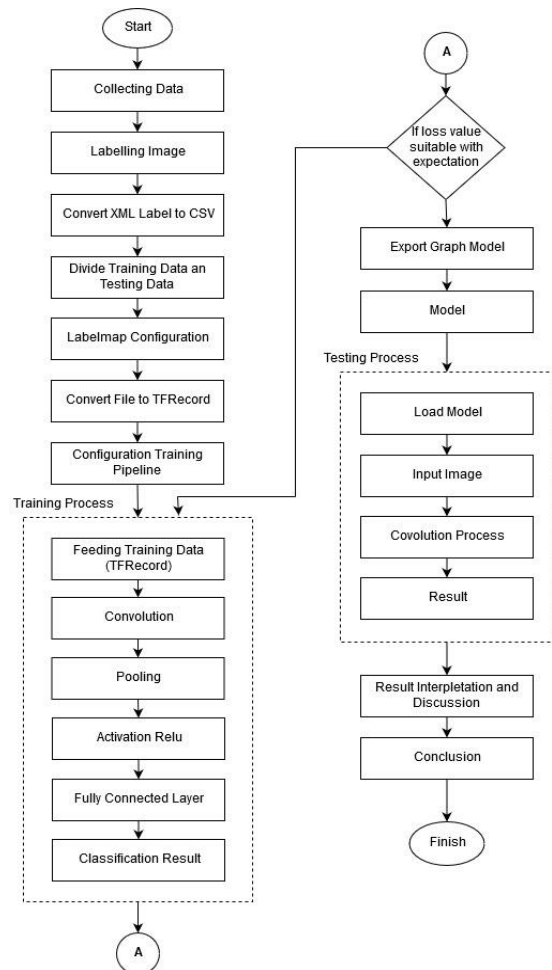 Start
Collecting Data
Labelling Image
Convert XML Label to CSV
Divide Training Data an
Testing Data
Labelmap Configuration
Convert File to TFRecord
Configuration Training
Pipeline
Training Process
Feeding Training Data
(TFRecord)
Convolution
Pooling
Activation Relu
Fully Connected Layer
Classification Result
A
A
If loss value
suitable with
expectation
Export Graph Model
Model
Testing Process
Load Model
Input Image
Covolution Process
Result
Result Interpletation and
Discussion
Conclusion
Finish